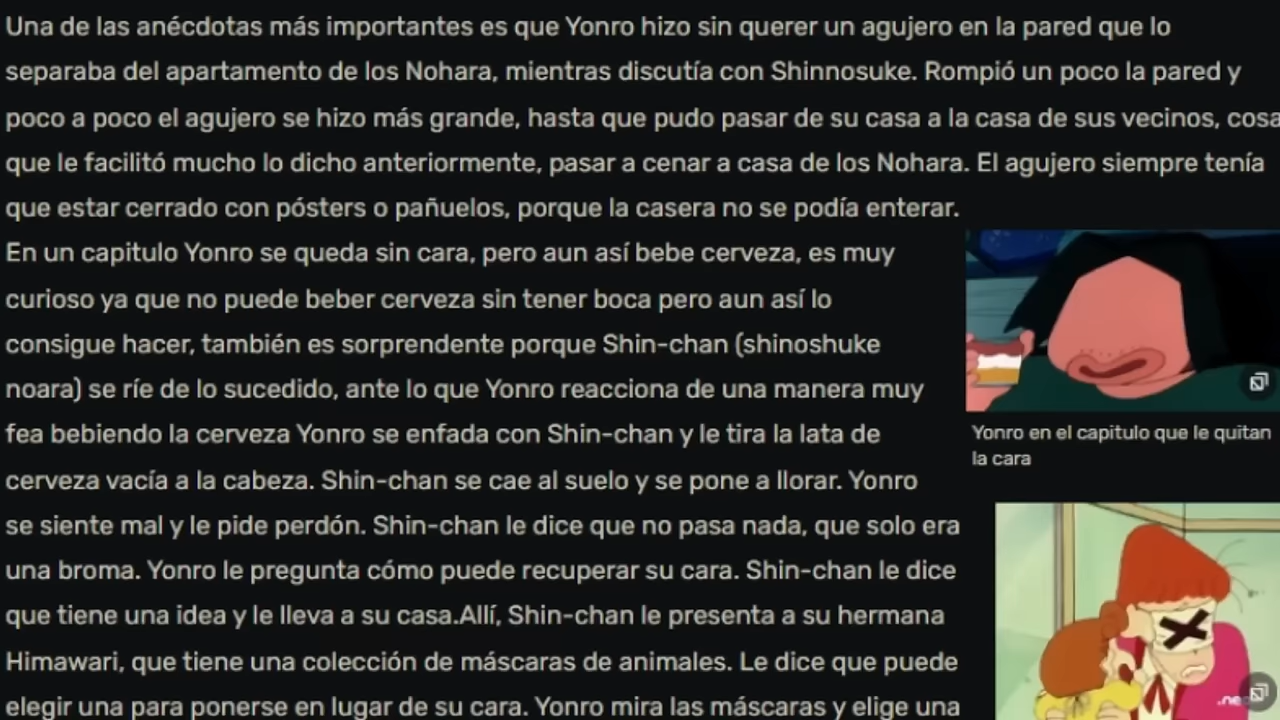 Una de las anécdotas más importantes es que Yonro hizo sin querer un agujero en la pared que lo
separaba del apartamento de los Nohara, mientras discutía con Shinnosuke. Rompió un poco la pared y
poco a poco el agujero se hizo más grande, hasta que pudo pasar de su casa a la casa de sus vecinos, cosa
que le facilitó mucho lo dicho anteriormente, pasar a cenar a casa de los Nohara. El agujero siempre tenía
que estar cerrado con pósters o pañuelos, porque la casera no se podía enterar.
En un capitulo Yonro se queda sin cara, pero aun así bebe cerveza, es muy
curioso ya que no puede beber cerveza sin tener boca pero aun así lo
consigue hacer, también es sorprendente porque Shin-chan (shinoshuke
noara) se ríe de lo sucedido, ante lo que Yonro reacciona de una manera muy
fea bebiendo la cerveza Yonro se enfada con Shin-chan y le tira la lata de
cerveza vacía a la cabeza. Shin-chan se cae al suelo y se pone a llorar. Yonro
se siente mal y le pide perdón. Shin-chan le dice que no pasa nada, que solo era
una broma. Yonro le pregunta cómo puede recuperar su cara. Shin-chan le dice
que tiene una idea y le lleva a su casa.Allí, Shin-chan le presenta a su hermana
Himawari, que tiene una colección de máscaras de animales. Le dice que puede
elegir una para ponerse en lugar de su cara. Yonro mira las máscaras y elige una
Yonro en el capitulo que le quitan
la cara